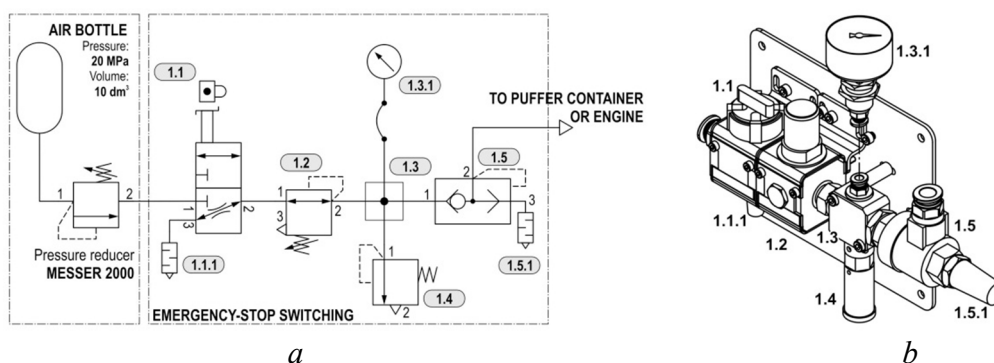 AIR BOTTLE
Pressure:
20 MPa
Volume:
10 dm³
1
2
Pressure reducer
MESSER 2000
1.1
1
3
2
1.1.1
1.2
1
2
3
1.3.1
1.3
1
2
1.4
TO PUFFER CONTAINER
OR ENGINE
1.5
2
1
3
1.5.1
EMERGENCY-STOP SWITCHING
a
1.3.1
1.1
1.1.1
1.2
1.3
1.4
1.5
1.5.1
b